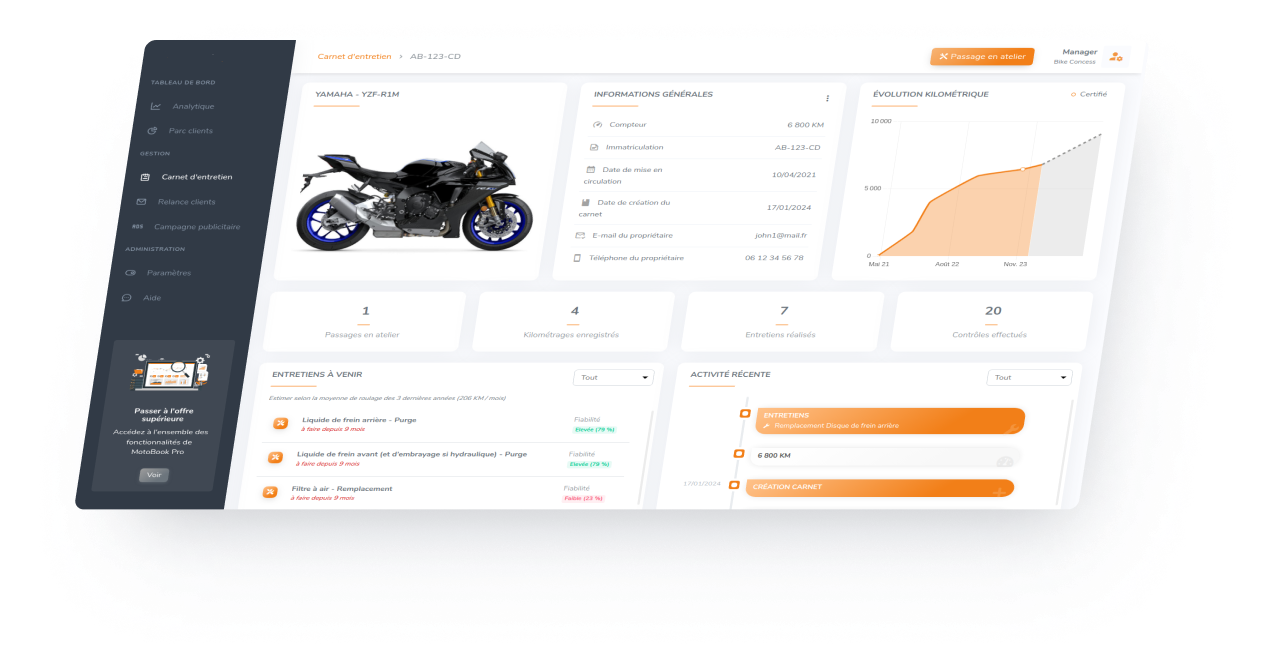 Carnet d'entretien > AB-123-CD
Passage en atelier
Manager
Bike Concess
TABLEAU DE BORD
Analytique
Parc clients
GESTION
Carnet d'entretien
Relance clients
Campagne publicitaire
ADMINISTRATION
Paramètres
Aide
Passer à l'offre
supérieure
Accédez à l'ensemble des
fonctionnalités de
MotoBook Pro
Voir
YAMAHA - YZF-R1M
INFORMATIONS GÉNÉRALES
Compteur 6 800 KM
Immatriculation AB-123-CD
Date de mise en
circulation 10/04/2021
Date de création du
carnet 17/01/2024
E-mail du propriétaire john1@mail.fr
Téléphone du propriétaire 06 12 34 56 78
ÉVOLUTION KILOMÉTRIQUE
Certifié
10 000
5 000
0
Mai 21 Août 22 Nov. 23
1
Passages en atelier
4
Kilométrages enregistrés
7
Entretiens réalisés
20
Contrôles effectués
ENTRETIENS À VENIR
Tout
Estimer selon la moyenne de roulage des 3 dernières années (206 KM / mois)
Liquide de frein arrière - Purge
à faire depuis 9 mois
Fiabilité
Elevée (79 %)
Liquide de frein avant (et d'embrayage si hydraulique) - Purge
à faire depuis 9 mois
Fiabilité
Elevée (79 %)
Filtre à air - Remplacement
à faire depuis 9 mois
Fiabilité
Faible (23 %)
ACTIVITÉ RÉCENTE
Tout
ENTRETIENS
Remplacement Disque de frein arrière
6 800 KM
17/01/2024
CRÉATION CARNET